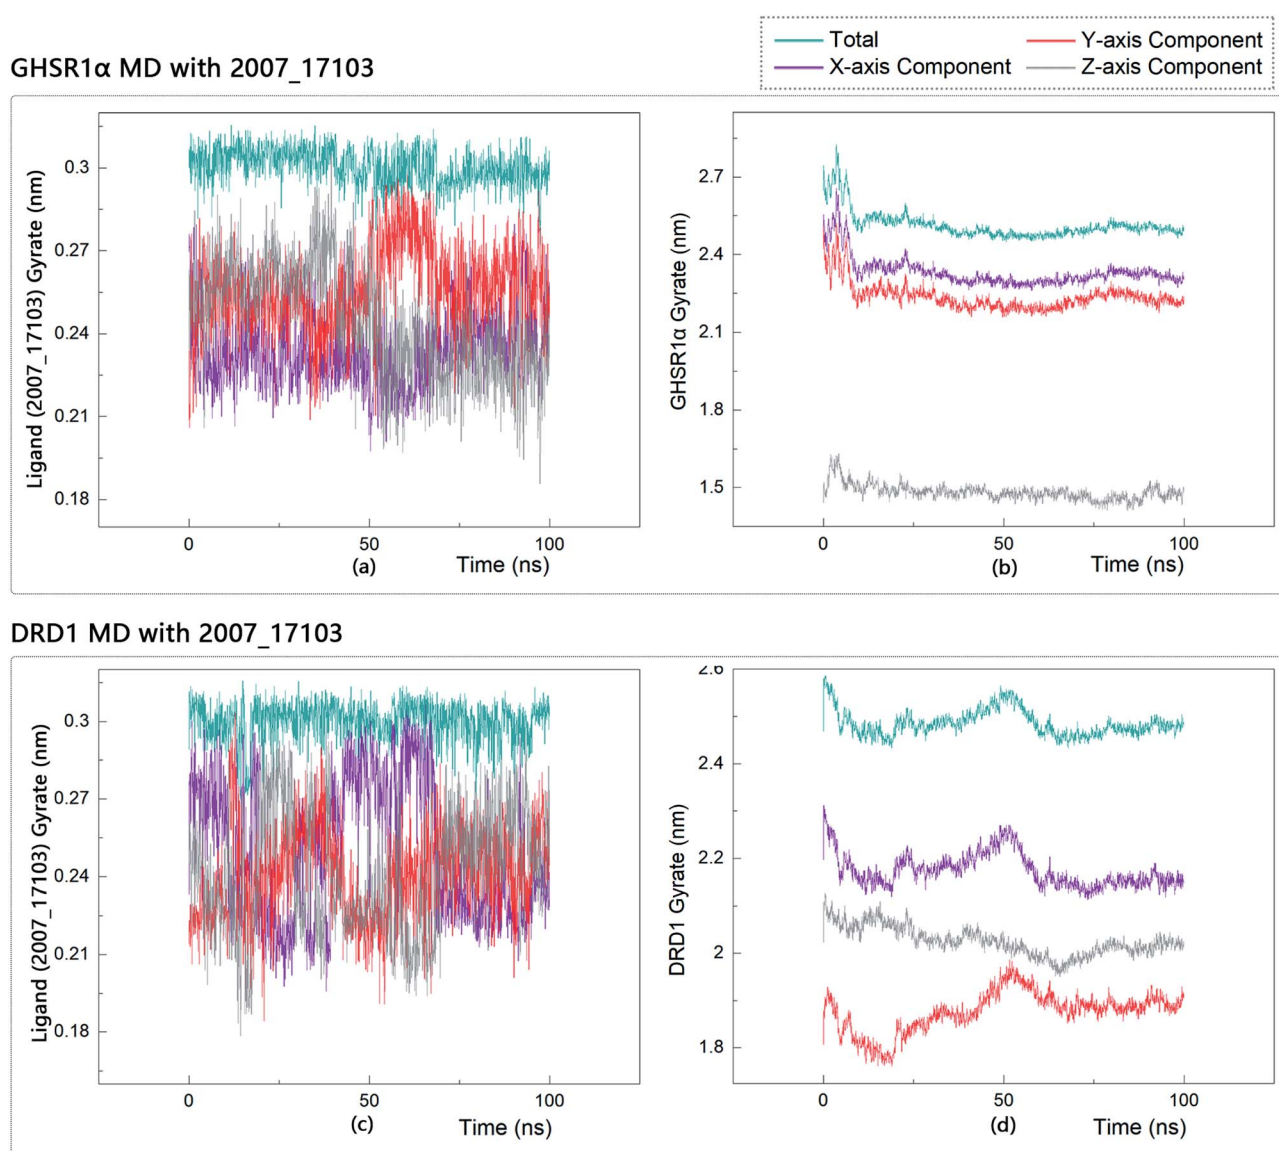 Total
Y-axis Component
X-axis Component
Z-axis Component
GHSR1α MD with 2007_17103
Ligand (2007_17103) Gyrate (nm)
0.3
0.27
0.24
0.21
0.18
0
50
100
(a)
Time (ns)
GHSR1α Gyrate (nm)
2.7
2.4
2.1
1.8
1.5
0
50
100
(b)
Time (ns)
DRD1 MD with 2007_17103
Ligand (2007_17103) Gyrate (nm)
0.3
0.27
0.24
0.21
0.18
0
50
100
(c)
Time (ns)
DRD1 Gyrate (nm)
2.6
2.4
2.2
2
1.8
0
50
100
(d)
Time (ns)